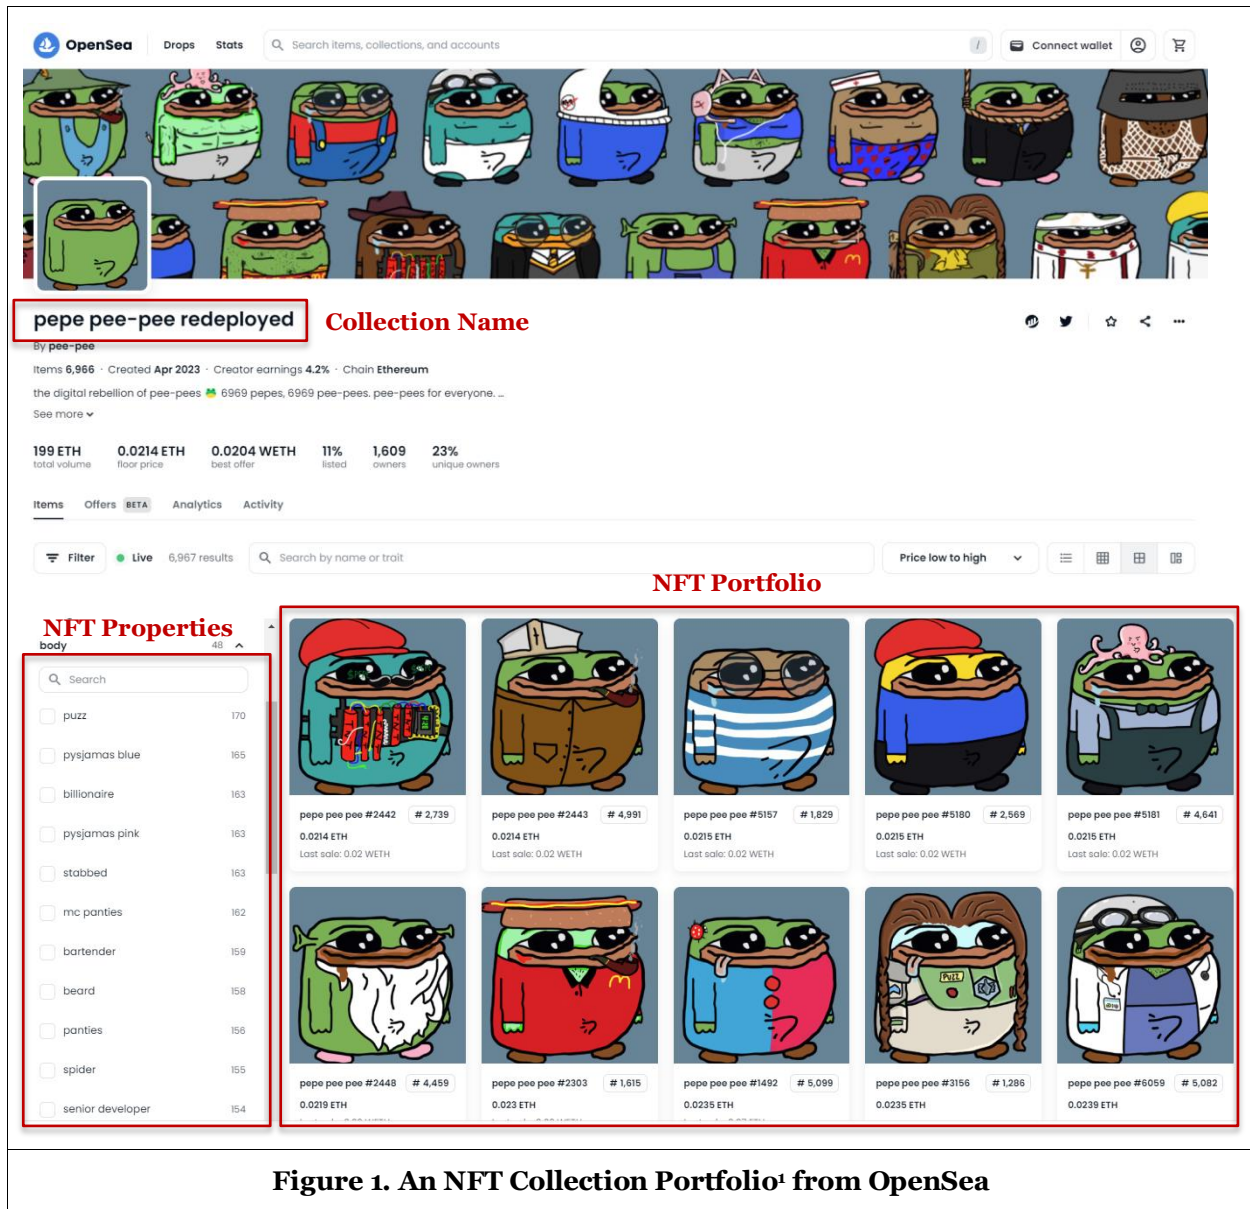 OpenSea Drops Stats Search items, collections, and accounts / Connect wallet
pepe pee-pee redeployed Collection Name
By pee-pee
Items 6,966 · Created Apr 2023 · Creator earnings 4.2% · Chain Ethereum
the digital rebellion of pee-pees 🐸 6969 pepes, 6969 pee-pees. pee-pees for everyone. ...
See more
199 ETH 0.0214 ETH 0.0204 WETH 11% 1,609 23%
total volume floor price best offer listed owners unique owners
Items Offers BETA Analytics Activity
Filter Live 6,967 results Search by name or trait Price low to high
NFT Portfolio
NFT Properties
body 48
Search
puzz 170
pysjamas blue 165
billionaire 163
pysjamas pink 163
stabbed 163
mc panties 162
bartender 159
beard 158
panties 156
spider 155
senior developer 154
pepe pee pee #2442 # 2,739 pepe pee pee #2443 # 4,991 pepe pee pee #5157 # 1,829 pepe pee pee #5180 # 2,569 pepe pee pee #5181 # 4,641
0.0214 ETH 0.0214 ETH 0.0215 ETH 0.0215 ETH 0.0215 ETH
Last sale: 0.02 WETH Last sale: 0.02 WETH Last sale: 0.02 WETH Last sale: 0.02 WETH Last sale: 0.02 WETH
PUZZ
pepe pee pee #2448 # 4,459 pepe pee pee #2303 # 1,615 pepe pee pee #1492 # 5,099 pepe pee pee #3156 # 1,286 pepe pee pee #6059 # 5,082
0.0219 ETH 0.023 ETH 0.0235 ETH 0.0235 ETH 0.0239 ETH
Figure 1. An NFT Collection Portfolio¹ from OpenSea